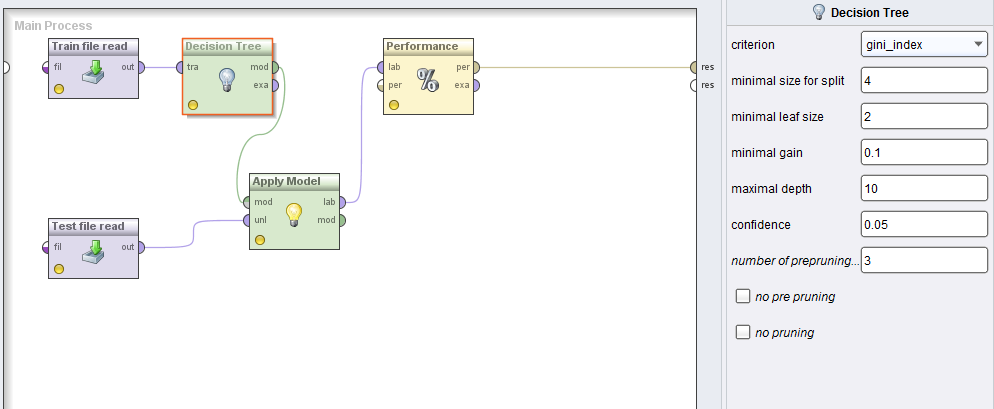 Main Process
Train file read
fil out
Decision Tree
tra mod
exa
Performance
lab per
per exa
%
res
res
Apply Model
mod lab
unl mod
Test file read
fil out
Decision Tree
criterion gini_index
minimal size for split 4
minimal leaf size 2
minimal gain 0.1
maximal depth 10
confidence 0.05
number of prepruning... 3
no pre pruning
no pruning